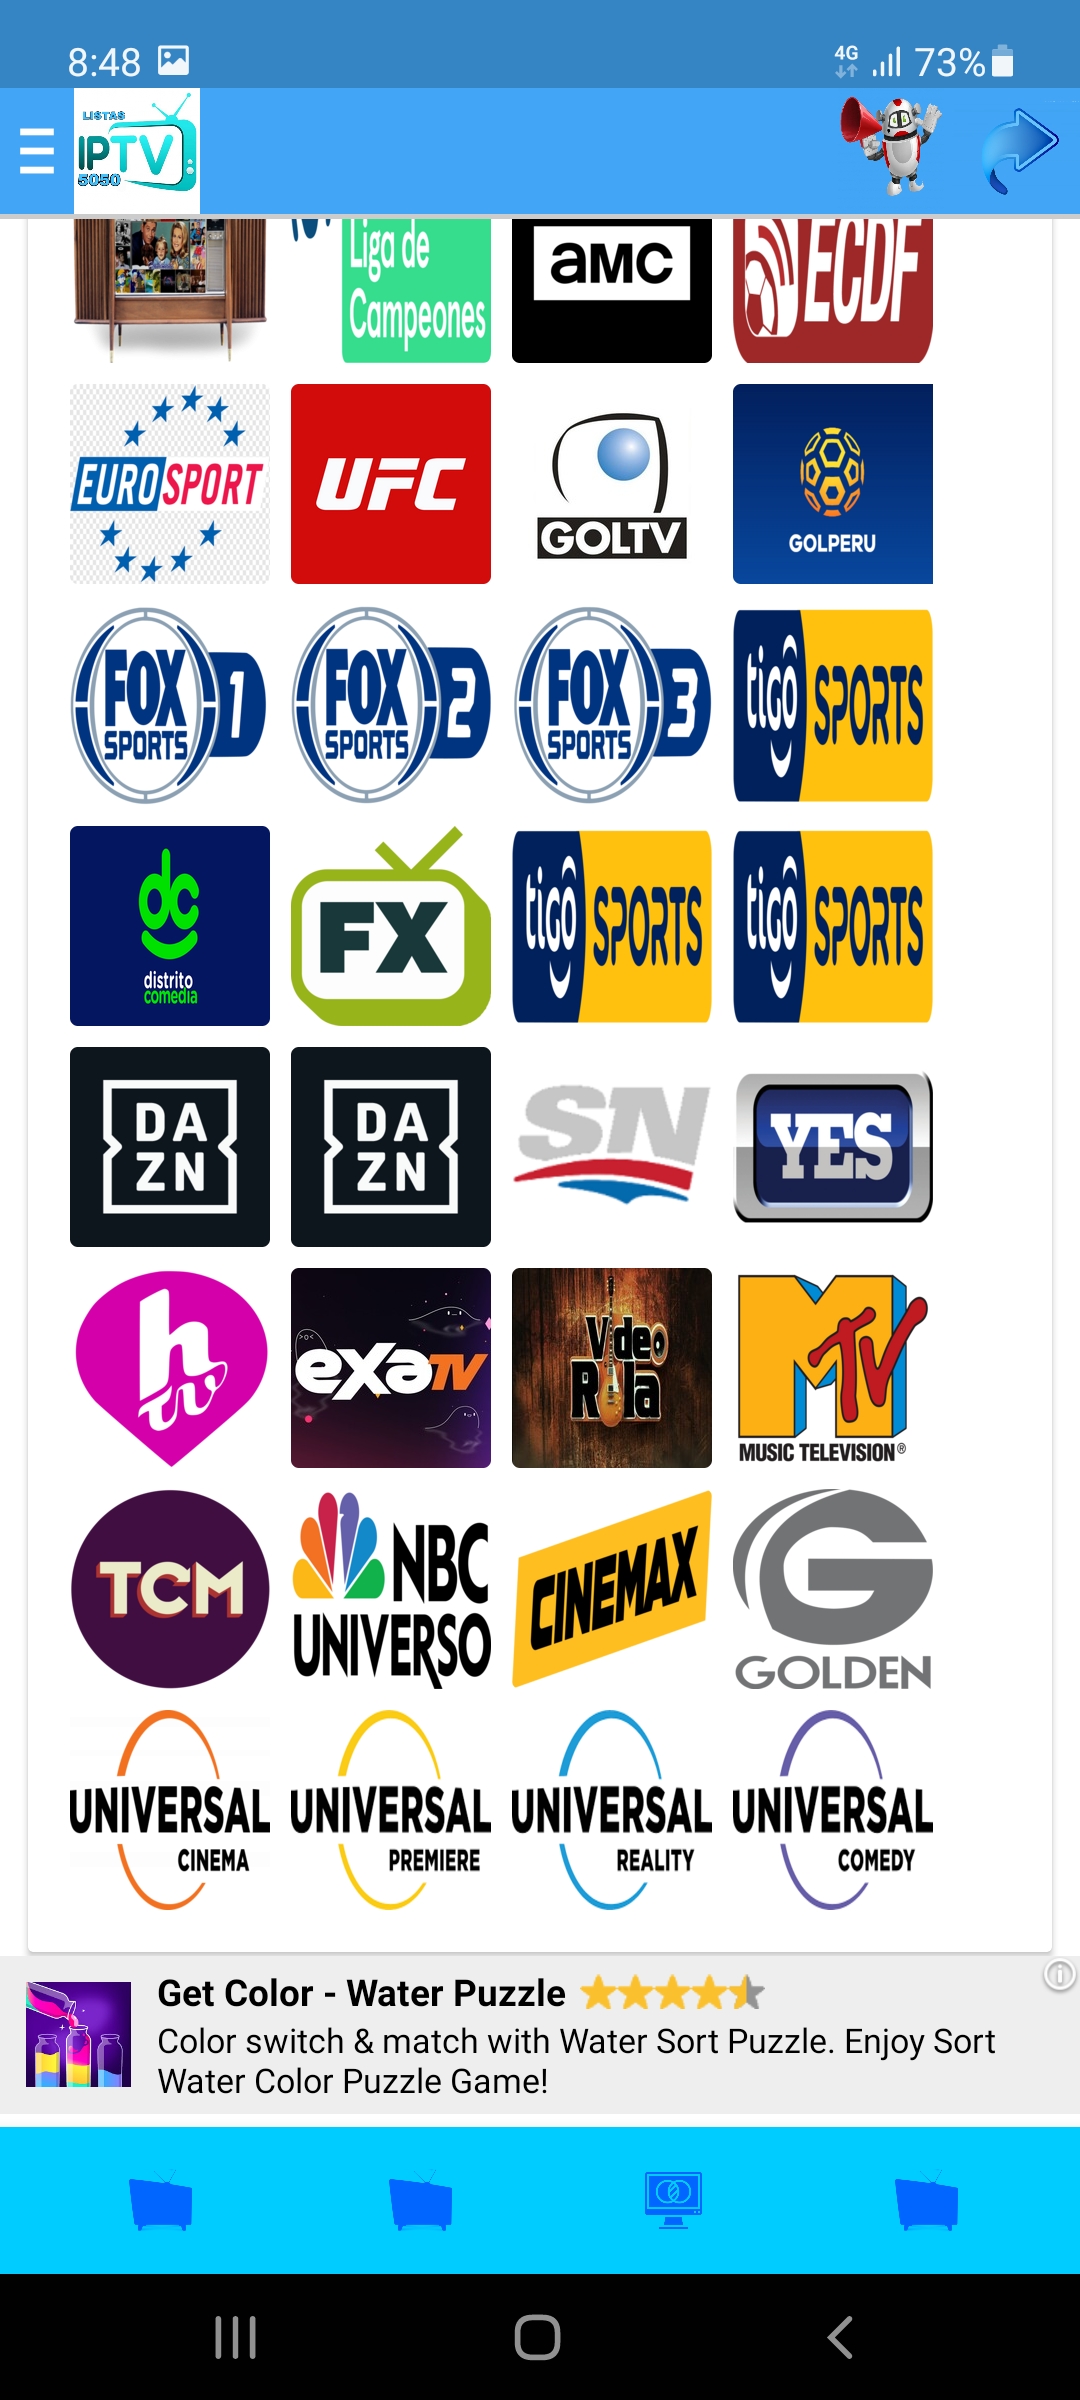 8:48
4G
73%
LISTAS
IPTV
5050
Liga de
Campeones
aMC
ECDF
EUROSPORT
UFC
GOLTV
GOLPERU
FOX
SPORTS
1
FOX
SPORTS
2
FOX
SPORTS
3
tigo SPORTS
dc
distrito
comedia
FX
tigo SPORTS
tigo SPORTS
DA
ZN
DA
ZN
SN
YES
h
tv
eXaTV
Video
Rola
MTV
MUSIC TELEVISION®
TCM
NBC
UNIVERSO
CINEMAX
G
GOLDEN
UNIVERSAL
CINEMA
UNIVERSAL
PREMIERE
UNIVERSAL
REALITY
UNIVERSAL
COMEDY
Get Color - Water Puzzle
Color switch & match with Water Sort Puzzle. Enjoy Sort
Water Color Puzzle Game!